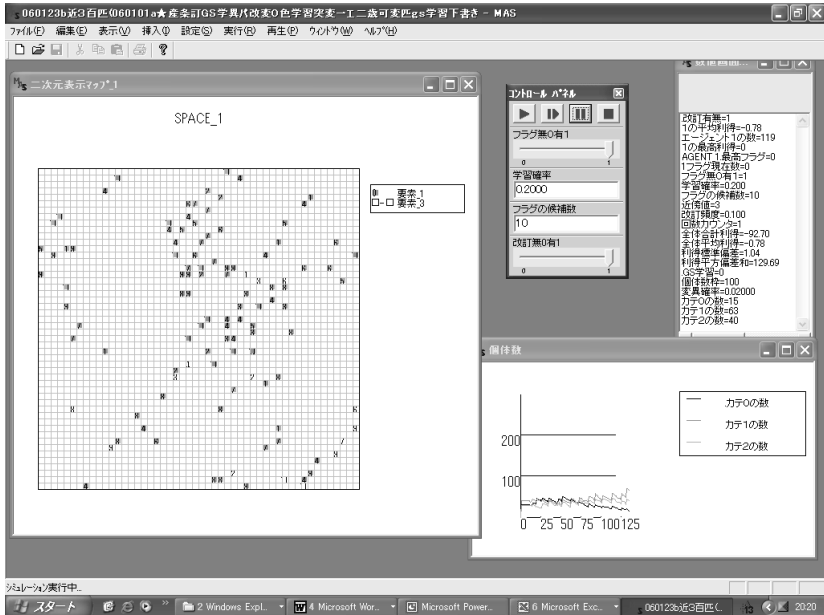 060123b近3百匹(060101a★産条訂GS学異パ改変0色学習突変一工二歳可変匹gs学習下書き - MAS
ファイル(F) 編集(E) 表示(V) 挿入(I) 設定(S) 実行(R) 再生(P) ウィンドウ(W) ヘルプ(H)
二次元表示マップ_1
SPACE_1
要素_1
要素_3
コントロール パネル
フラグ無0有1
0 1
学習確率
0.2000
フラグの候補数
10
改訂無0有1
0 1
数値画面...
改訂有無=1
1の平均利得=-0.78
エージェント1の数=119
1の最高利得=0
AGENT 1.最高フラグ=0
1フラグ現在数=0
フラグ無0有1=1
学習確率=0.200
フラグの候補数=10
近傍値=3
改訂頻度=0.100
回数カウンタ=1
全体合計利得=-92.70
全体平均利得=-0.78
利得標準偏差=1.04
利得平方偏差和=129.69
GS学習=0
個体数枠=100
変異確率=0.02000
カテ0の数=15
カテ1の数=63
カテ2の数=40
個体数
200
100
0 25 50 75 100 125
カテ0の数
カテ1の数
カテ2の数
シミュレーション実行中...
スタート
2 Windows Expl...
4 Microsoft Wor...
Microsoft Power...
6 Microsoft Exc...
060123b近3百匹(...
20:20